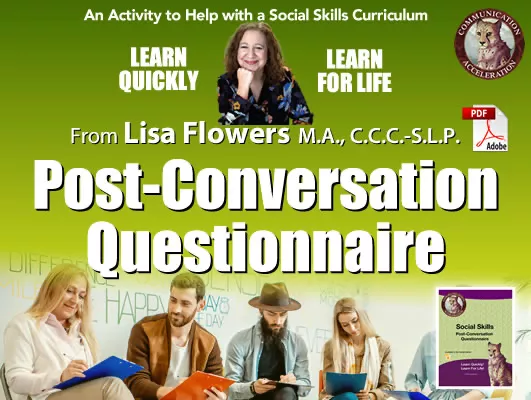 An Activity to Help with a Social Skills Curriculum
COMMUNICATION
ACCELERATION
LEARN
QUICKLY
LEARN
FOR LIFE
From Lisa Flowers M.A., C.C.C.-S.L.P.
PDF
Adobe
Post-Conversation
Questionnaire
DIFFERENCE
HAPPY
DAY
Social Skills
Post-Conversation
Questionnaire
Learn Quickly!
Learn For Life!